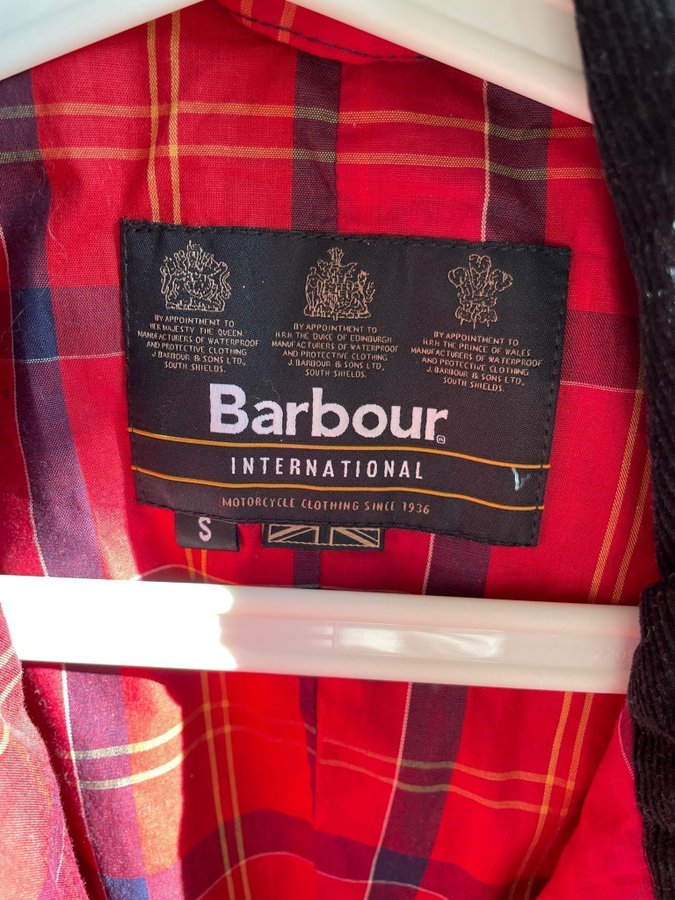 BY APPOINTMENT TO
HER MAJESTY THE QUEEN
MANUFACTURERS OF WATERPROOF
AND PROTECTIVE CLOTHING
J. BARBOUR & SONS LTD.,
SOUTH SHIELDS.
BY APPOINTMENT TO
H.R.H. THE DUKE OF EDINBURGH
MANUFACTURERS OF WATERPROOF
AND PROTECTIVE CLOTHING
J. BARBOUR & SONS LTD.,
SOUTH SHIELDS.
BY APPOINTMENT TO
H.R.H. THE PRINCE OF WALES
MANUFACTURERS OF WATERPROOF
AND PROTECTIVE CLOTHING
J. BARBOUR & SONS LTD.,
SOUTH SHIELDS.
Barbour®
INTERNATIONAL
MOTORCYCLE CLOTHING SINCE 1936
S